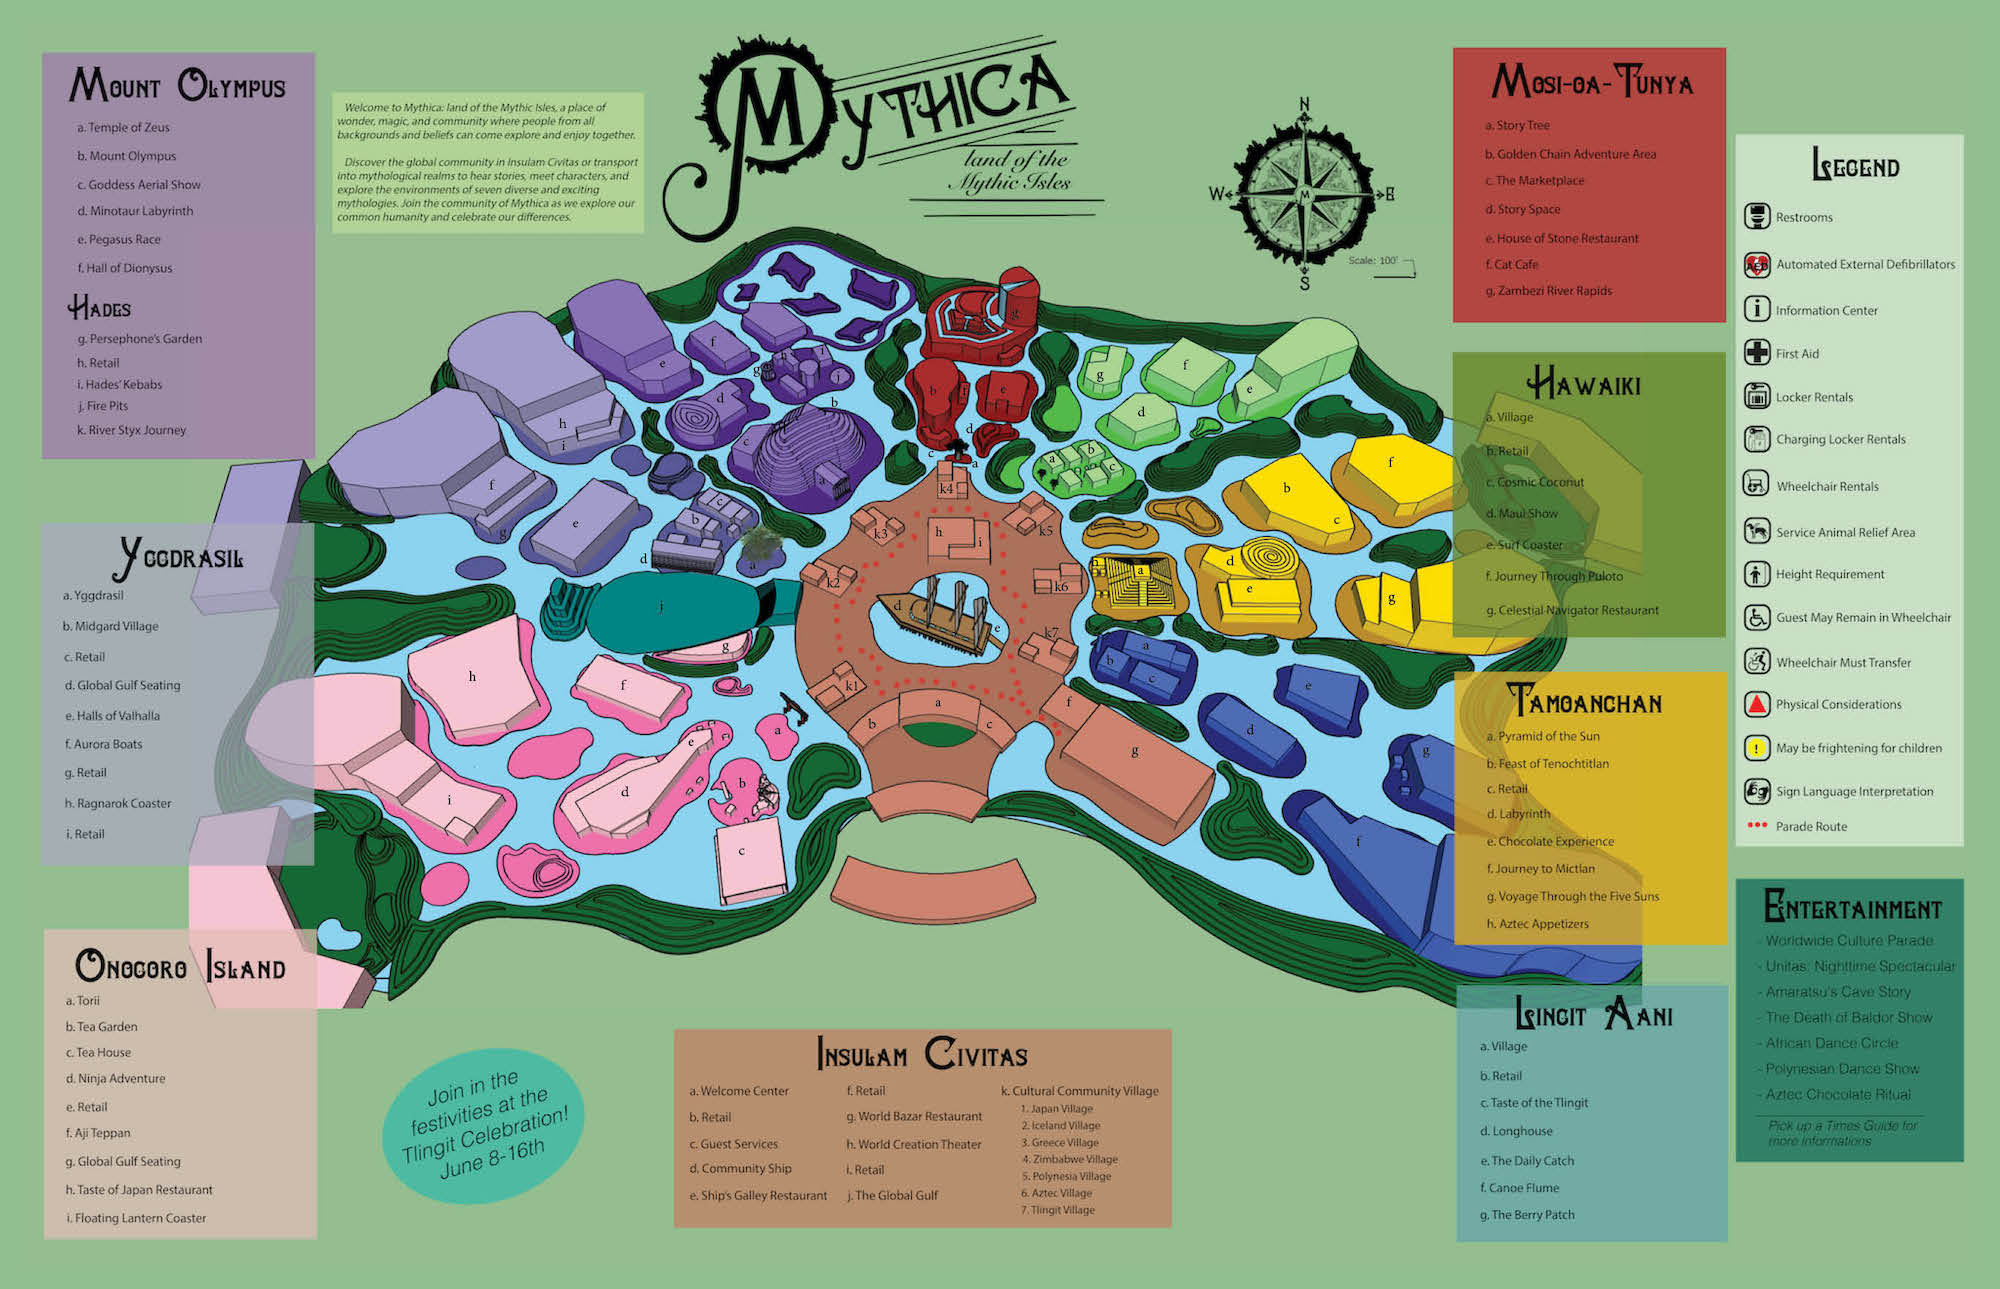 Mount Olympus
a. Temple of Zeus
b. Mount Olympus
c. Goddess Aerial Show
d. Minotaur Labyrinth
e. Pegasus Race
f. Hall of Dionysus
Hades
g. Persephone's Garden
h. Retail
i. Hades' Kebabs
j. Fire Pits
k. River Styx Journey
Welcome to Mythica: land of the Mythic Isles, a place of
wonder, magic, and community where people from all
backgrounds and beliefs can come explore and enjoy together.
Discover the global community in Insulam Civitas or transport
into mythological realms to hear stories, meet characters, and
explore the environments of seven diverse and exciting
mythologies. Join the community of Mythica as we explore our
common humanity and celebrate our differences.
Mythica
land of the
Mythic Isles
N
W
E
S
M
Scale: 100'
Mosi-oa-Tunya
a. Story Tree
b. Golden Chain Adventure Area
c. The Marketplace
d. Story Space
e. House of Stone Restaurant
f. Cat Cafe
g. Zambezi River Rapids
Hawaiki
a. Village
b. Retail
c. Cosmic Coconut
d. Maui Show
e. Surf Coaster
f. Journey Through Puloto
g. Celestial Navigator Restaurant
Tamoanchan
a. Pyramid of the Sun
b. Feast of Tenochtitlan
c. Retail
d. Labyrinth
e. Chocolate Experience
f. Journey to Mictlan
g. Voyage Through the Five Suns
h. Aztec Appetizers
Lingit Aani
a. Village
b. Retail
c. Taste of the Tlingit
d. Longhouse
e. The Daily Catch
f. Canoe Flume
g. The Berry Patch
Legend
Restrooms
AED
Automated External Defibrillators
Information Center
First Aid
Locker Rentals
Charging Locker Rentals
Wheelchair Rentals
Service Animal Relief Area
Height Requirement
Guest May Remain in Wheelchair
Wheelchair Must Transfer
Physical Considerations
May be frightening for children
Sign Language Interpretation
Parade Route
Entertainment
- Worldwide Culture Parade
- Unitas: Nighttime Spectacular
- Amaratsu's Cave Story
- The Death of Baldor Show
- African Dance Circle
- Polynesian Dance Show
- Aztec Chocolate Ritual
Pick up a Times Guide for
more informations
Yggdrasil
a. Yggdrasil
b. Midgard Village
c. Retail
d. Global Gulf Seating
e. Halls of Valhalla
f. Aurora Boats
g. Retail
h. Ragnarok Coaster
i. Retail
Onogoro Island
a. Torii
b. Tea Garden
c. Tea House
d. Ninja Adventure
e. Retail
f. Aji Teppan
g. Global Gulf Seating
h. Taste of Japan Restaurant
i. Floating Lantern Coaster
Join in the
festivities at the
Tlingit Celebration!
June 8-16th
Insulam Civitas
a. Welcome Center
b. Retail
c. Guest Services
d. Community Ship
e. Ship's Galley Restaurant
f. Retail
g. World Bazar Restaurant
h. World Creation Theater
i. Retail
j. The Global Gulf
k. Cultural Community Village
1. Japan Village
2. Iceland Village
3. Greece Village
4. Zimbabwe Village
5. Polynesia Village
6. Aztec Village
7. Tlingit Village
k1
k2
k3
k4
k5
k6
k7